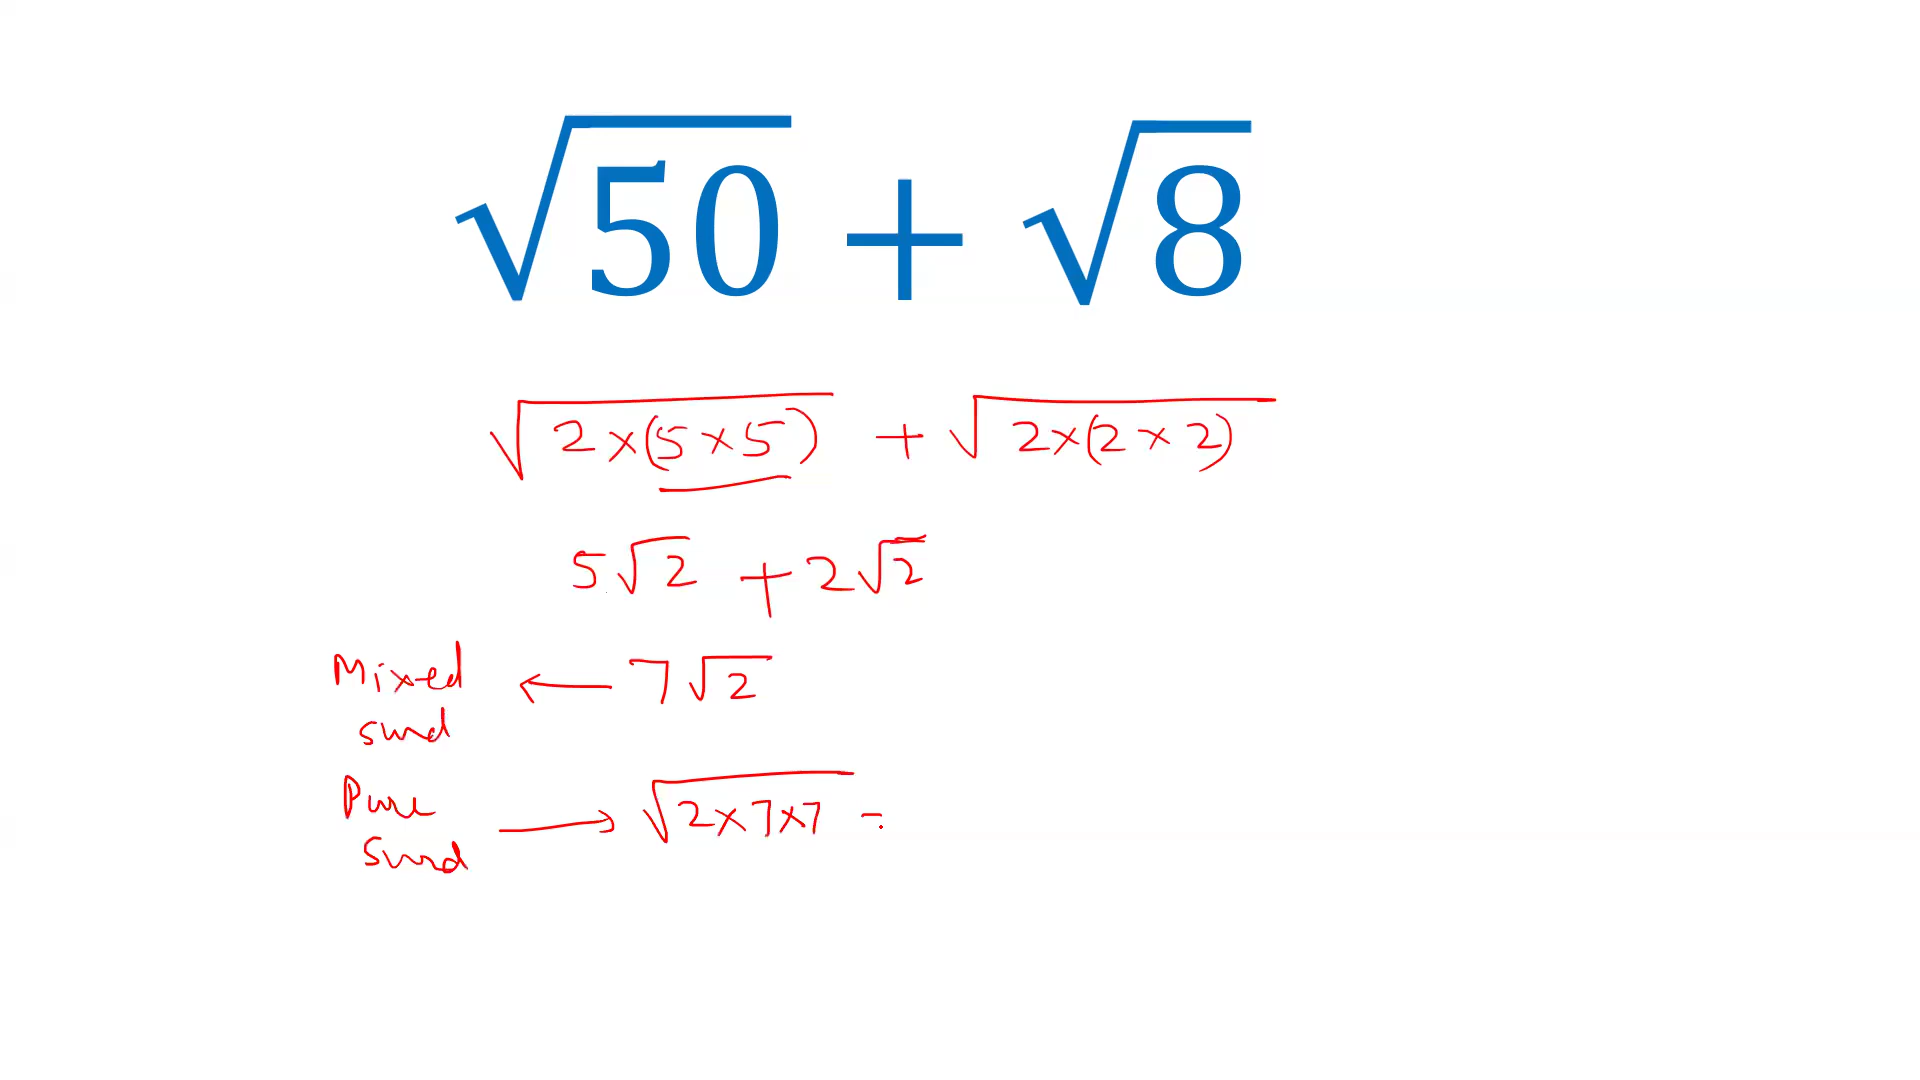 √50 + √8
√2×(5×5) + √2×(2×2)
5√2 + 2√2
Mixed ← 7√2
surd
Pure → √2×7×7 =
Surd